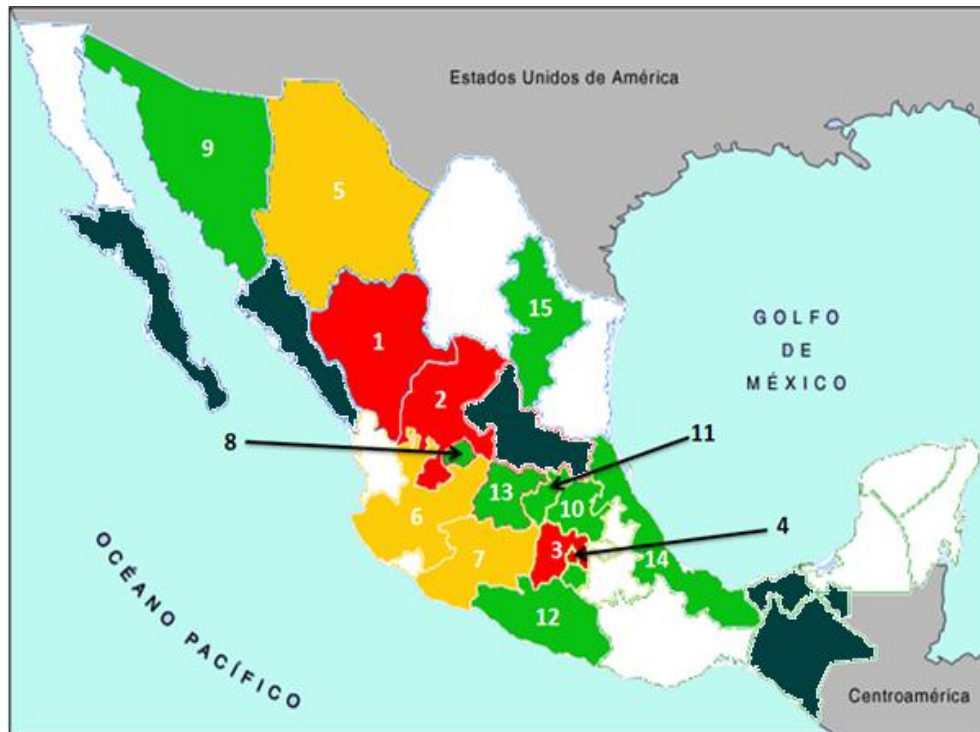 Estados Unidos de América
9
5
15
GOLFO
DE
MÉXICO
1
2
8
11
13
10
6
4
3
7
14
12
OCÉANO PACÍFICO
Centroamérica